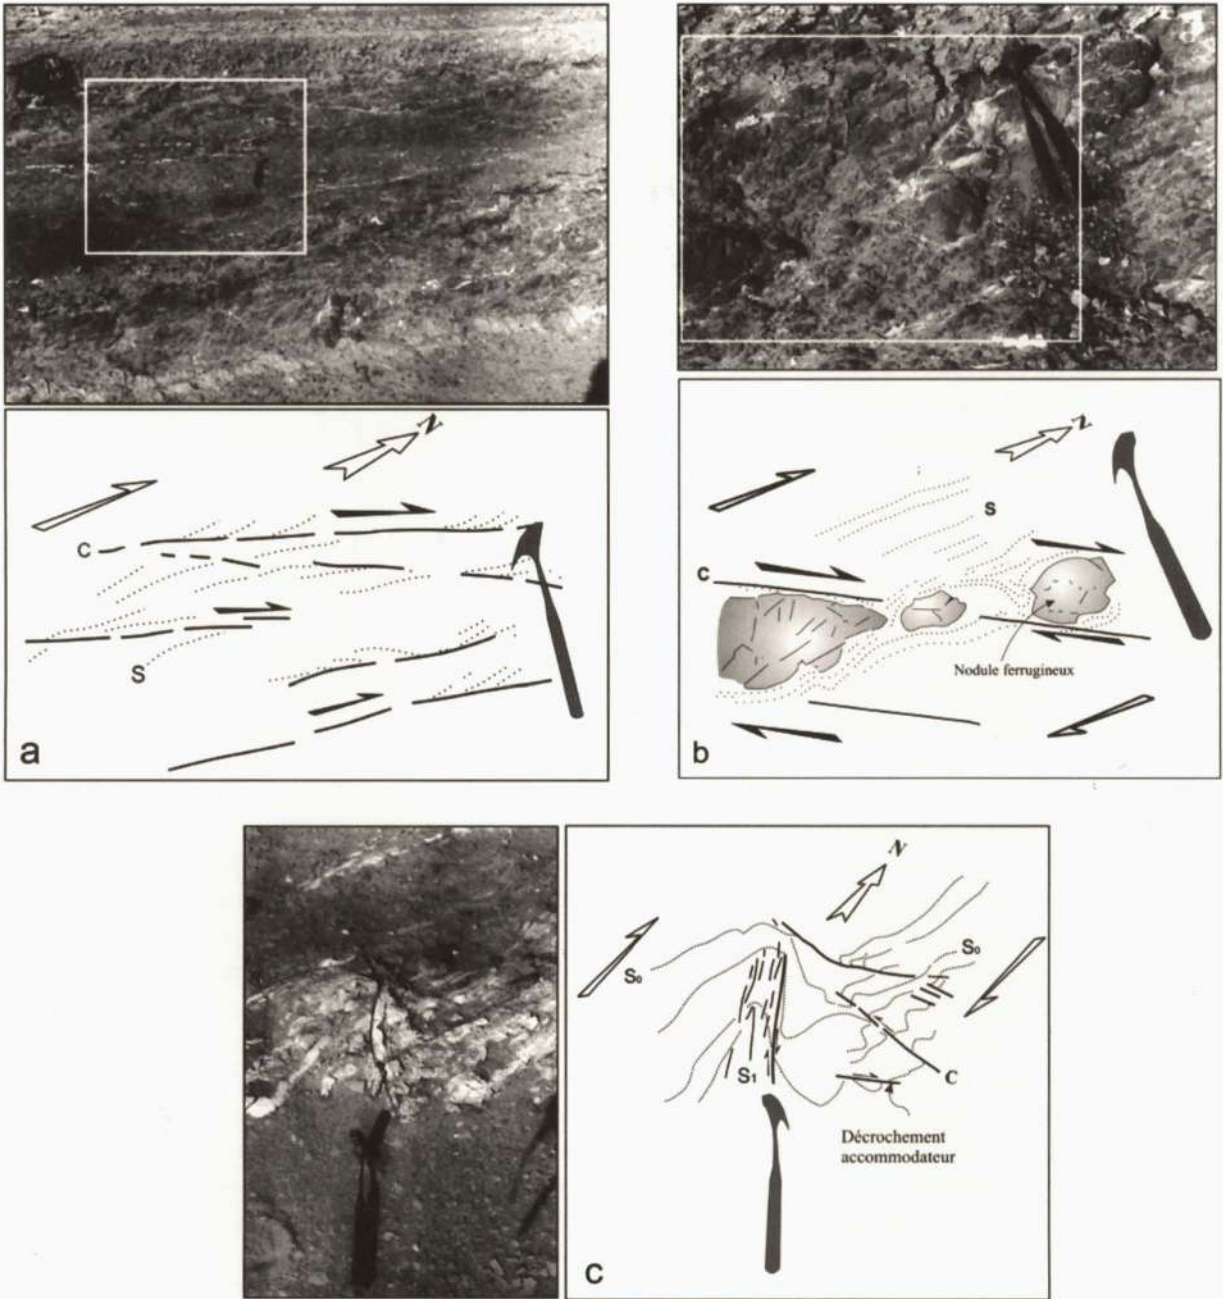 N
C
S
a
N
S
c
Nodule ferrugineux
b
N
S₀
S₀
S₁
C
Décrochement
accommodateur
C